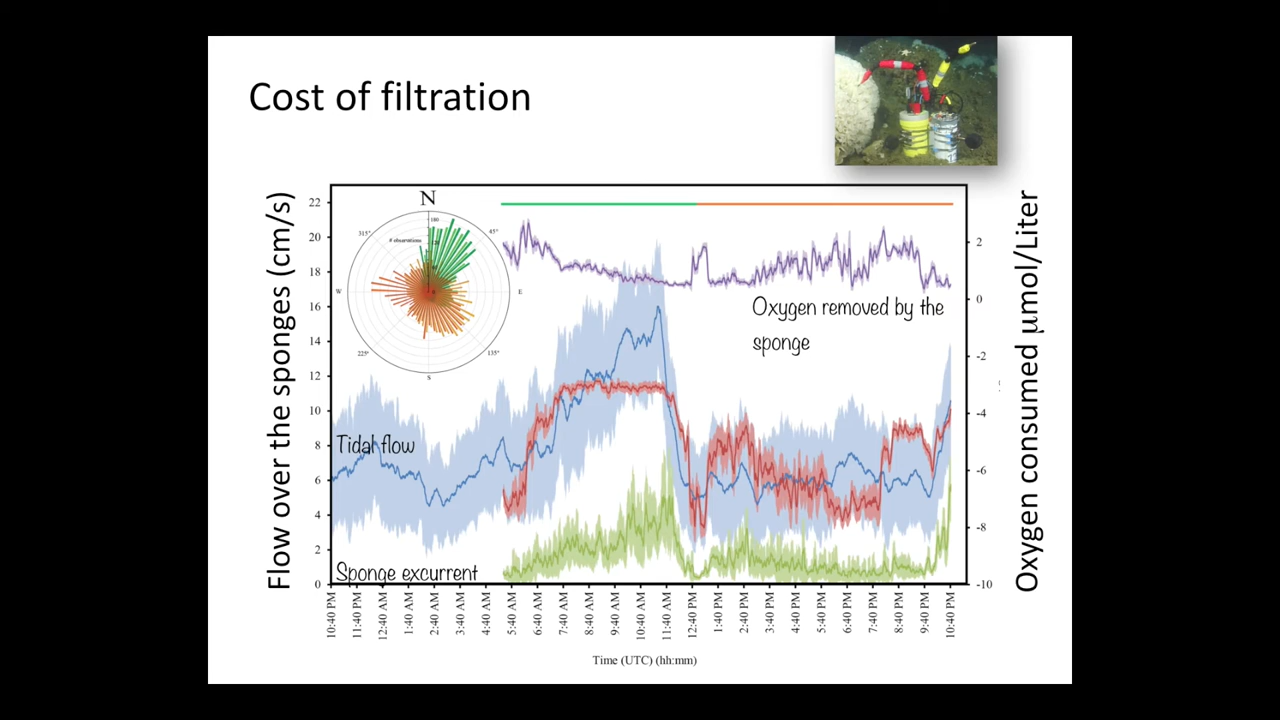 Cost of filtration
Flow over the sponges (cm/s)
22
20
18
16
14
12
10
8
6
4
2
0
N
315°
45°
W
E
225°
135°
S
180
Oxygen removed by the
sponge
Tidal flow
Sponge excurrent
2
0
-2
-4
-6
-8
-10
Oxygen consumed µmol/Liter
10:40 PM
11:40 PM
12:40 AM
1:40 AM
2:40 AM
3:40 AM
4:40 AM
5:40 AM
6:40 AM
7:40 AM
8:40 AM
9:40 AM
10:40 AM
11:40 AM
12:40 PM
1:40 PM
2:40 PM
3:40 PM
4:40 PM
5:40 PM
6:40 PM
7:40 PM
8:40 PM
9:40 PM
10:40 PM
Time (UTC) (hh:mm)